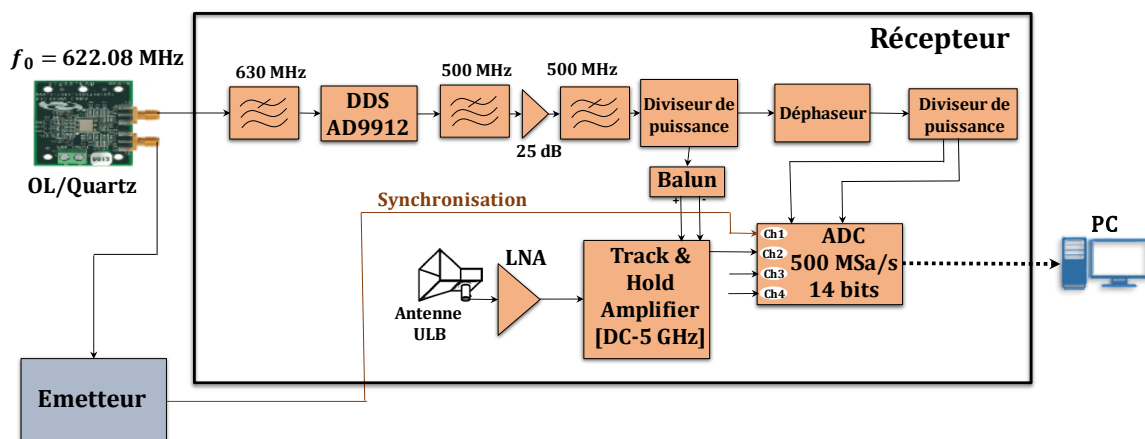 Récepteur
f₀ = 622.08 MHz
630 MHz
500 MHz
500 MHz
DDS
AD9912
25 dB
Diviseur de
puissance
Déphaseur
Diviseur de
puissance
OL/Quartz
Balun
+
-
Synchronisation
Ch1
Ch2
Ch3
Ch4
ADC
500 MSa/s
14 bits
PC
LNA
Antenne
ULB
Track &
Hold
Amplifier
[DC-5 GHz]
Emetteur